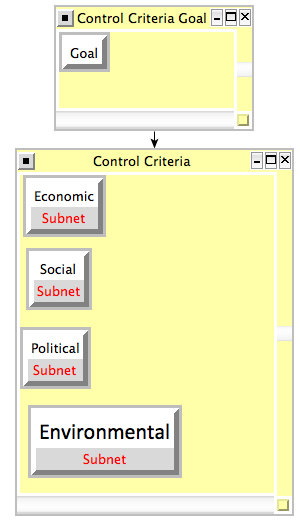 Control Criteria Goal
Goal
Control Criteria
Economic
Subnet
Social
Subnet
Political
Subnet
Environmental
Subnet